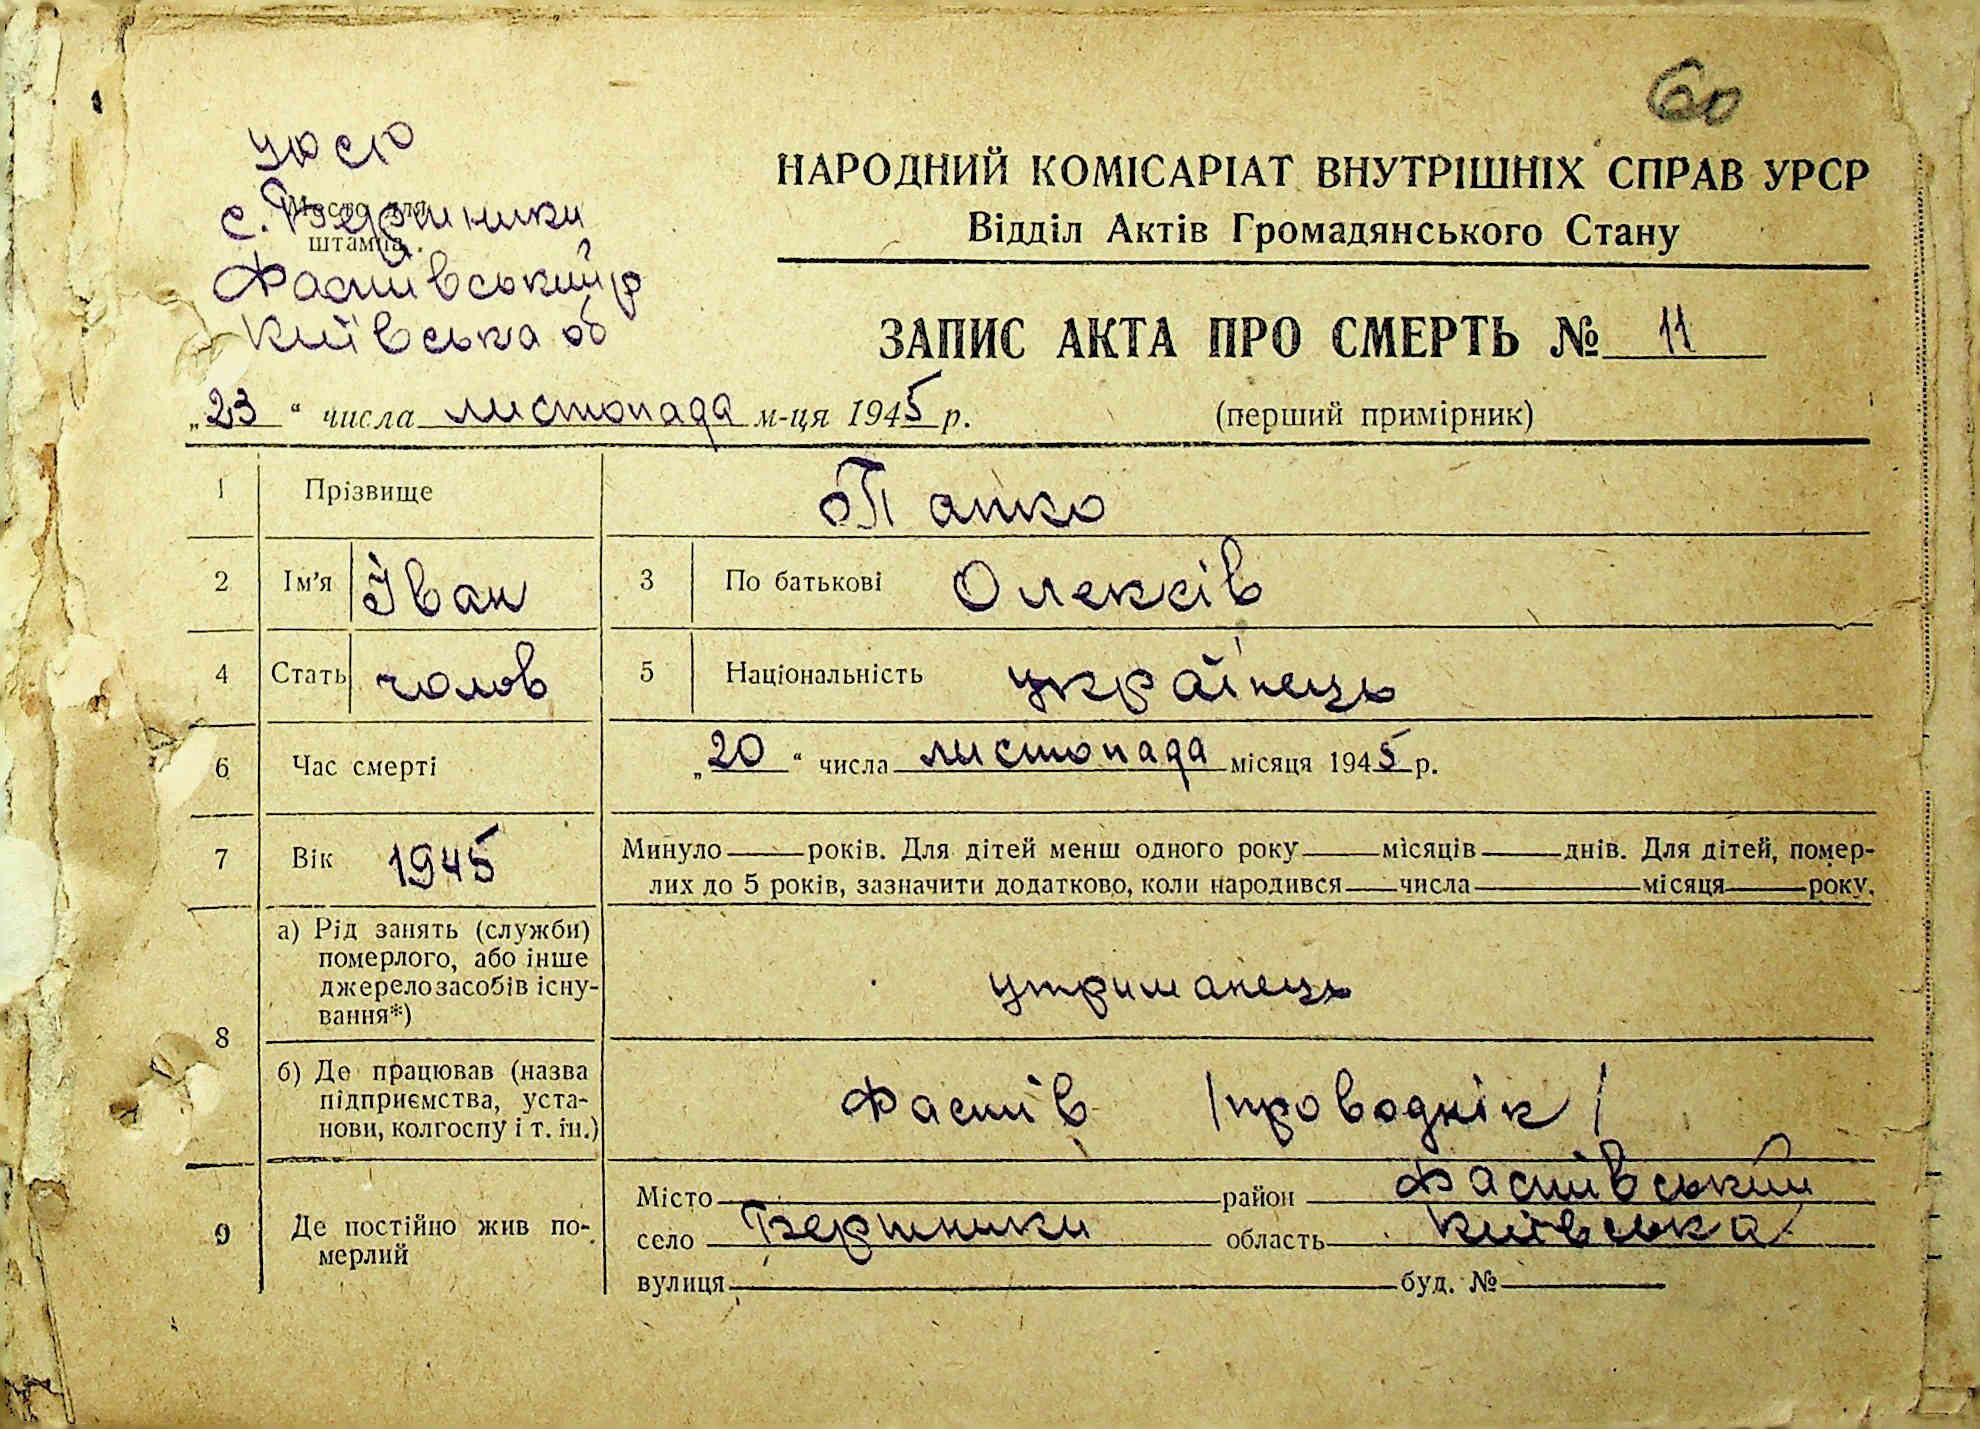 60
НАРОДНИЙ КОМІСАРІАТ ВНУТРІШНІХ СПРАВ УРСР
Відділ Актів Громадянського Стану
Место для
штампа.
с. Вертники
Фастівський р
Київська об
ЗАПИС АКТА ПРО СМЕРТЬ № 11
„23“ числа листопада м-ця 1945 р.
(перший примірник)
1 Прізвище Патко
2 Ім'я Іван 3 По батькові Олексів
4 Стать чолов 5 Національність українець
6 Час смерті „20“ числа листопада місяця 1945 р.
7 Вік 1945 Минуло років. Для дітей менш одного року місяців днів. Для дітей, помер-
лих до 5 років, зазначити додатково, коли народився числа місяця року.
8 а) Рід занять (служби)
померлого, або інше
джерело засобів існу-
вання*)
утриманець
б) Де працював (назва
підприємства, уста-
нови, колгоспу і т. ін.)
Фастів /проводнік/
9 Де постійно жив по-
мерлий
Місто район Фастівський
село Вертники область Київська
вулиця буд. №